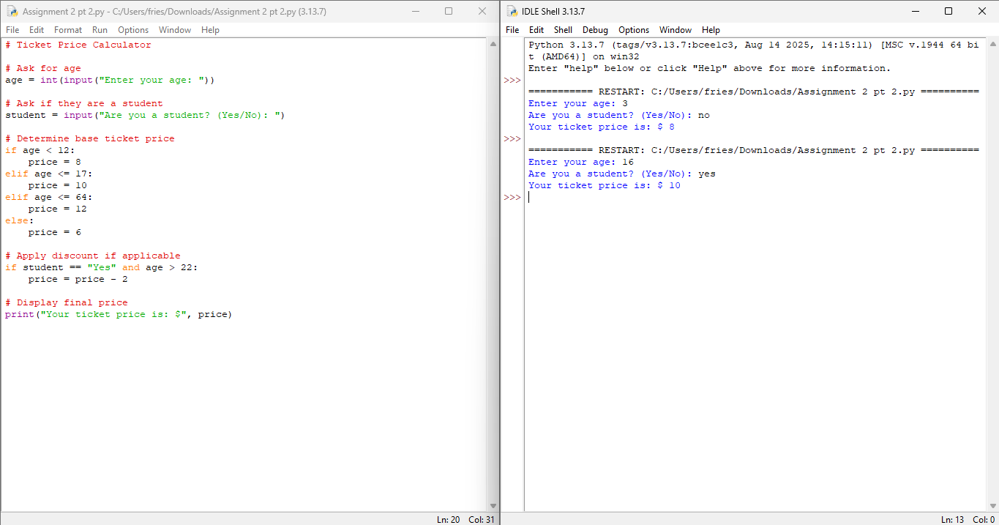 Assignment 2 pt 2.py - C:/Users/fries/Downloads/Assignment 2 pt 2.py (3.13.7)
File Edit Format Run Options Window Help
# Ticket Price Calculator
# Ask for age
age = int(input("Enter your age: "))
# Ask if they are a student
student = input("Are you a student? (Yes/No): ")
# Determine base ticket price
if age < 12:
    price = 8
elif age <= 17:
    price = 10
elif age <= 64:
    price = 12
else:
    price = 6
# Apply discount if applicable
if student == "Yes" and age > 22:
    price = price - 2
# Display final price
print("Your ticket price is: $", price)
Ln: 20 Col: 31
IDLE Shell 3.13.7
File Edit Shell Debug Options Window Help
Python 3.13.7 (tags/v3.13.7:bcee1c3, Aug 14 2025, 14:15:11) [MSC v.1944 64 bi
t (AMD64)] on win32
Enter "help" below or click "Help" above for more information.
>>>
=========== RESTART: C:/Users/fries/Downloads/Assignment 2 pt 2.py ==========
Enter your age: 3
Are you a student? (Yes/No): no
Your ticket price is: $ 8
>>>
=========== RESTART: C:/Users/fries/Downloads/Assignment 2 pt 2.py ==========
Enter your age: 16
Are you a student? (Yes/No): yes
Your ticket price is: $ 10
>>>
Ln: 13 Col: 0